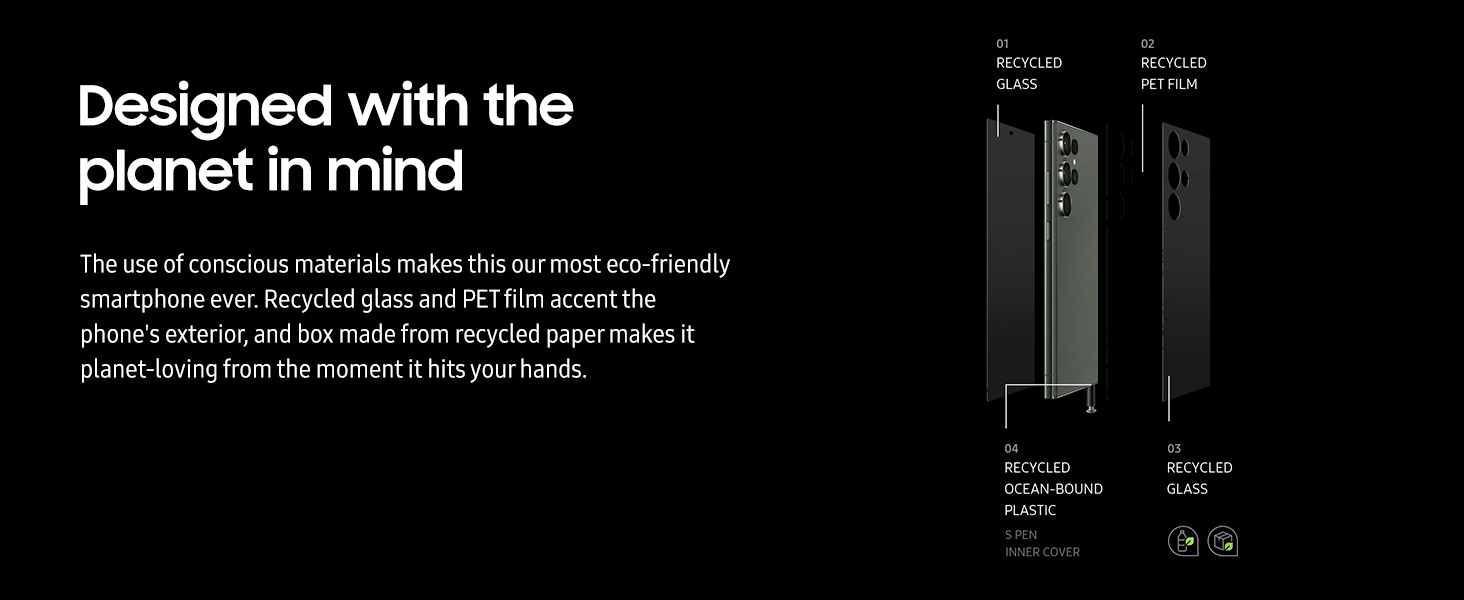 Designed with the
planet in mind
The use of conscious materials makes this our most eco-friendly
smartphone ever. Recycled glass and PET film accent the
phone's exterior, and box made from recycled paper makes it
planet-loving from the moment it hits your hands.
01
RECYCLED
GLASS
02
RECYCLED
PET FILM
04
RECYCLED
OCEAN-BOUND
PLASTIC
S PEN
INNER COVER
03
RECYCLED
GLASS